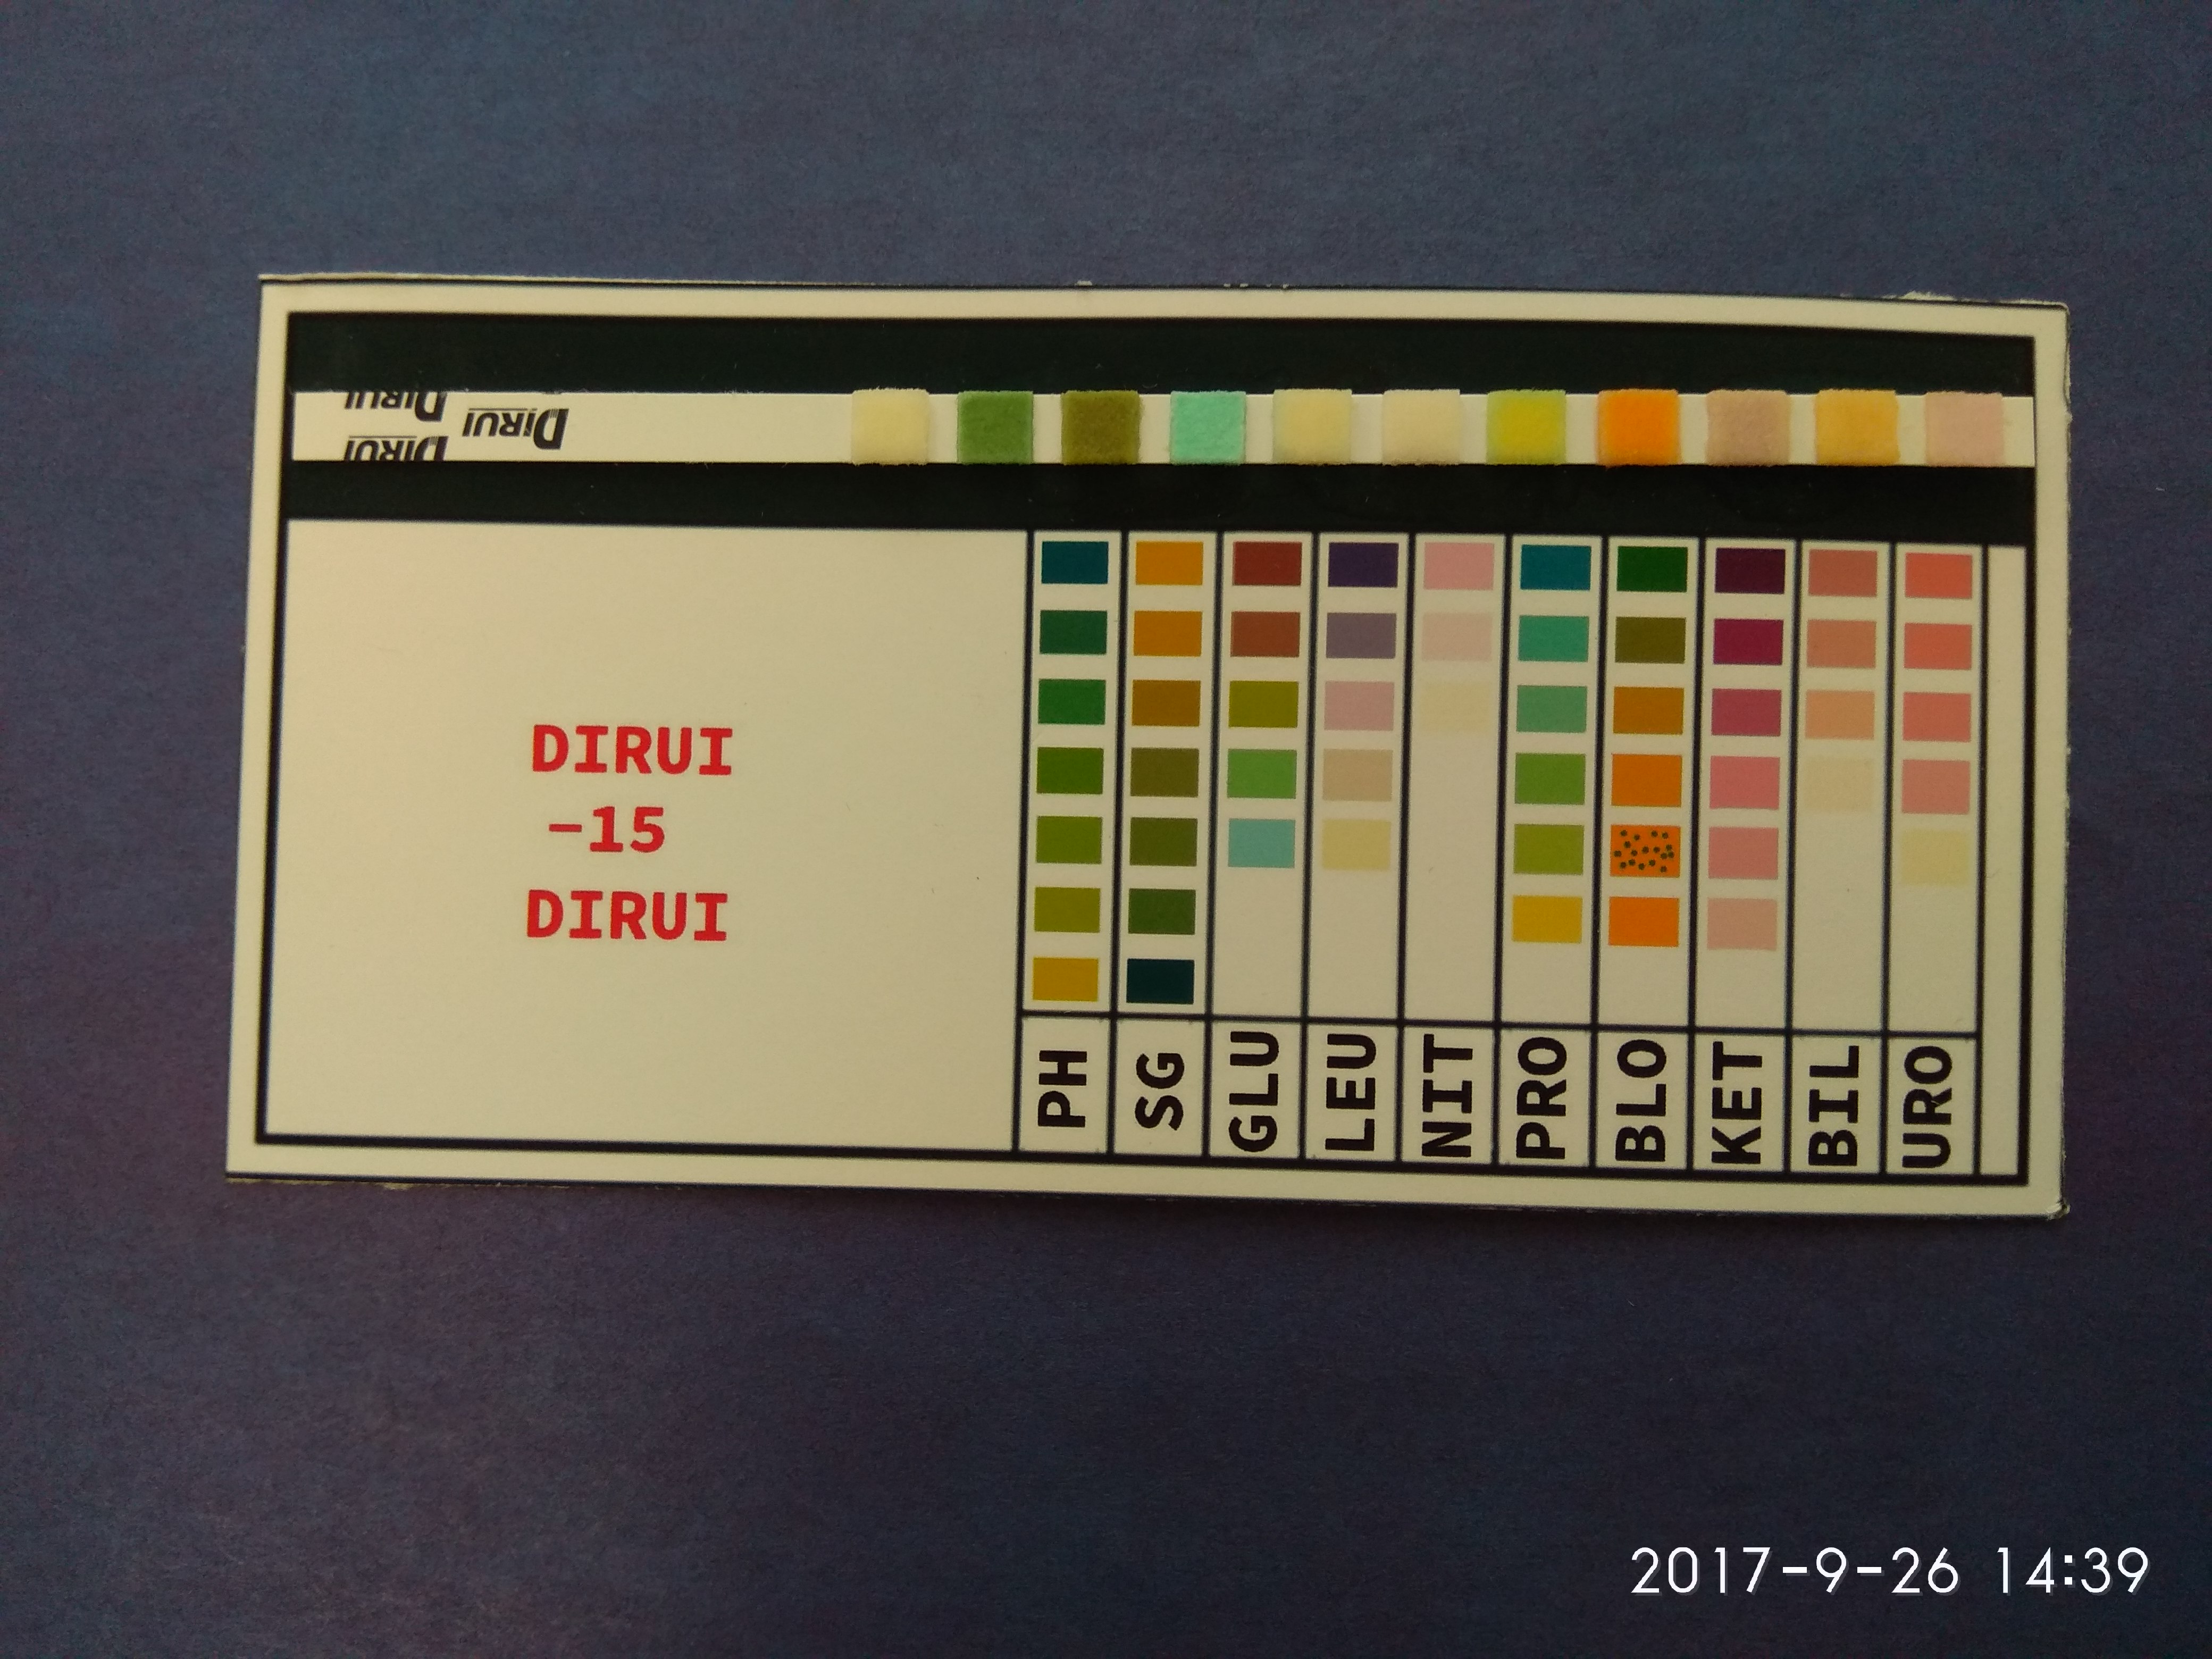 DIRUI
DIRUI
DIRUI
DIRUI
-15
DIRUI
PH
SG
GLU
LEU
NIT
PRO
BLO
KET
BIL
URO
2017-9-26 14:39